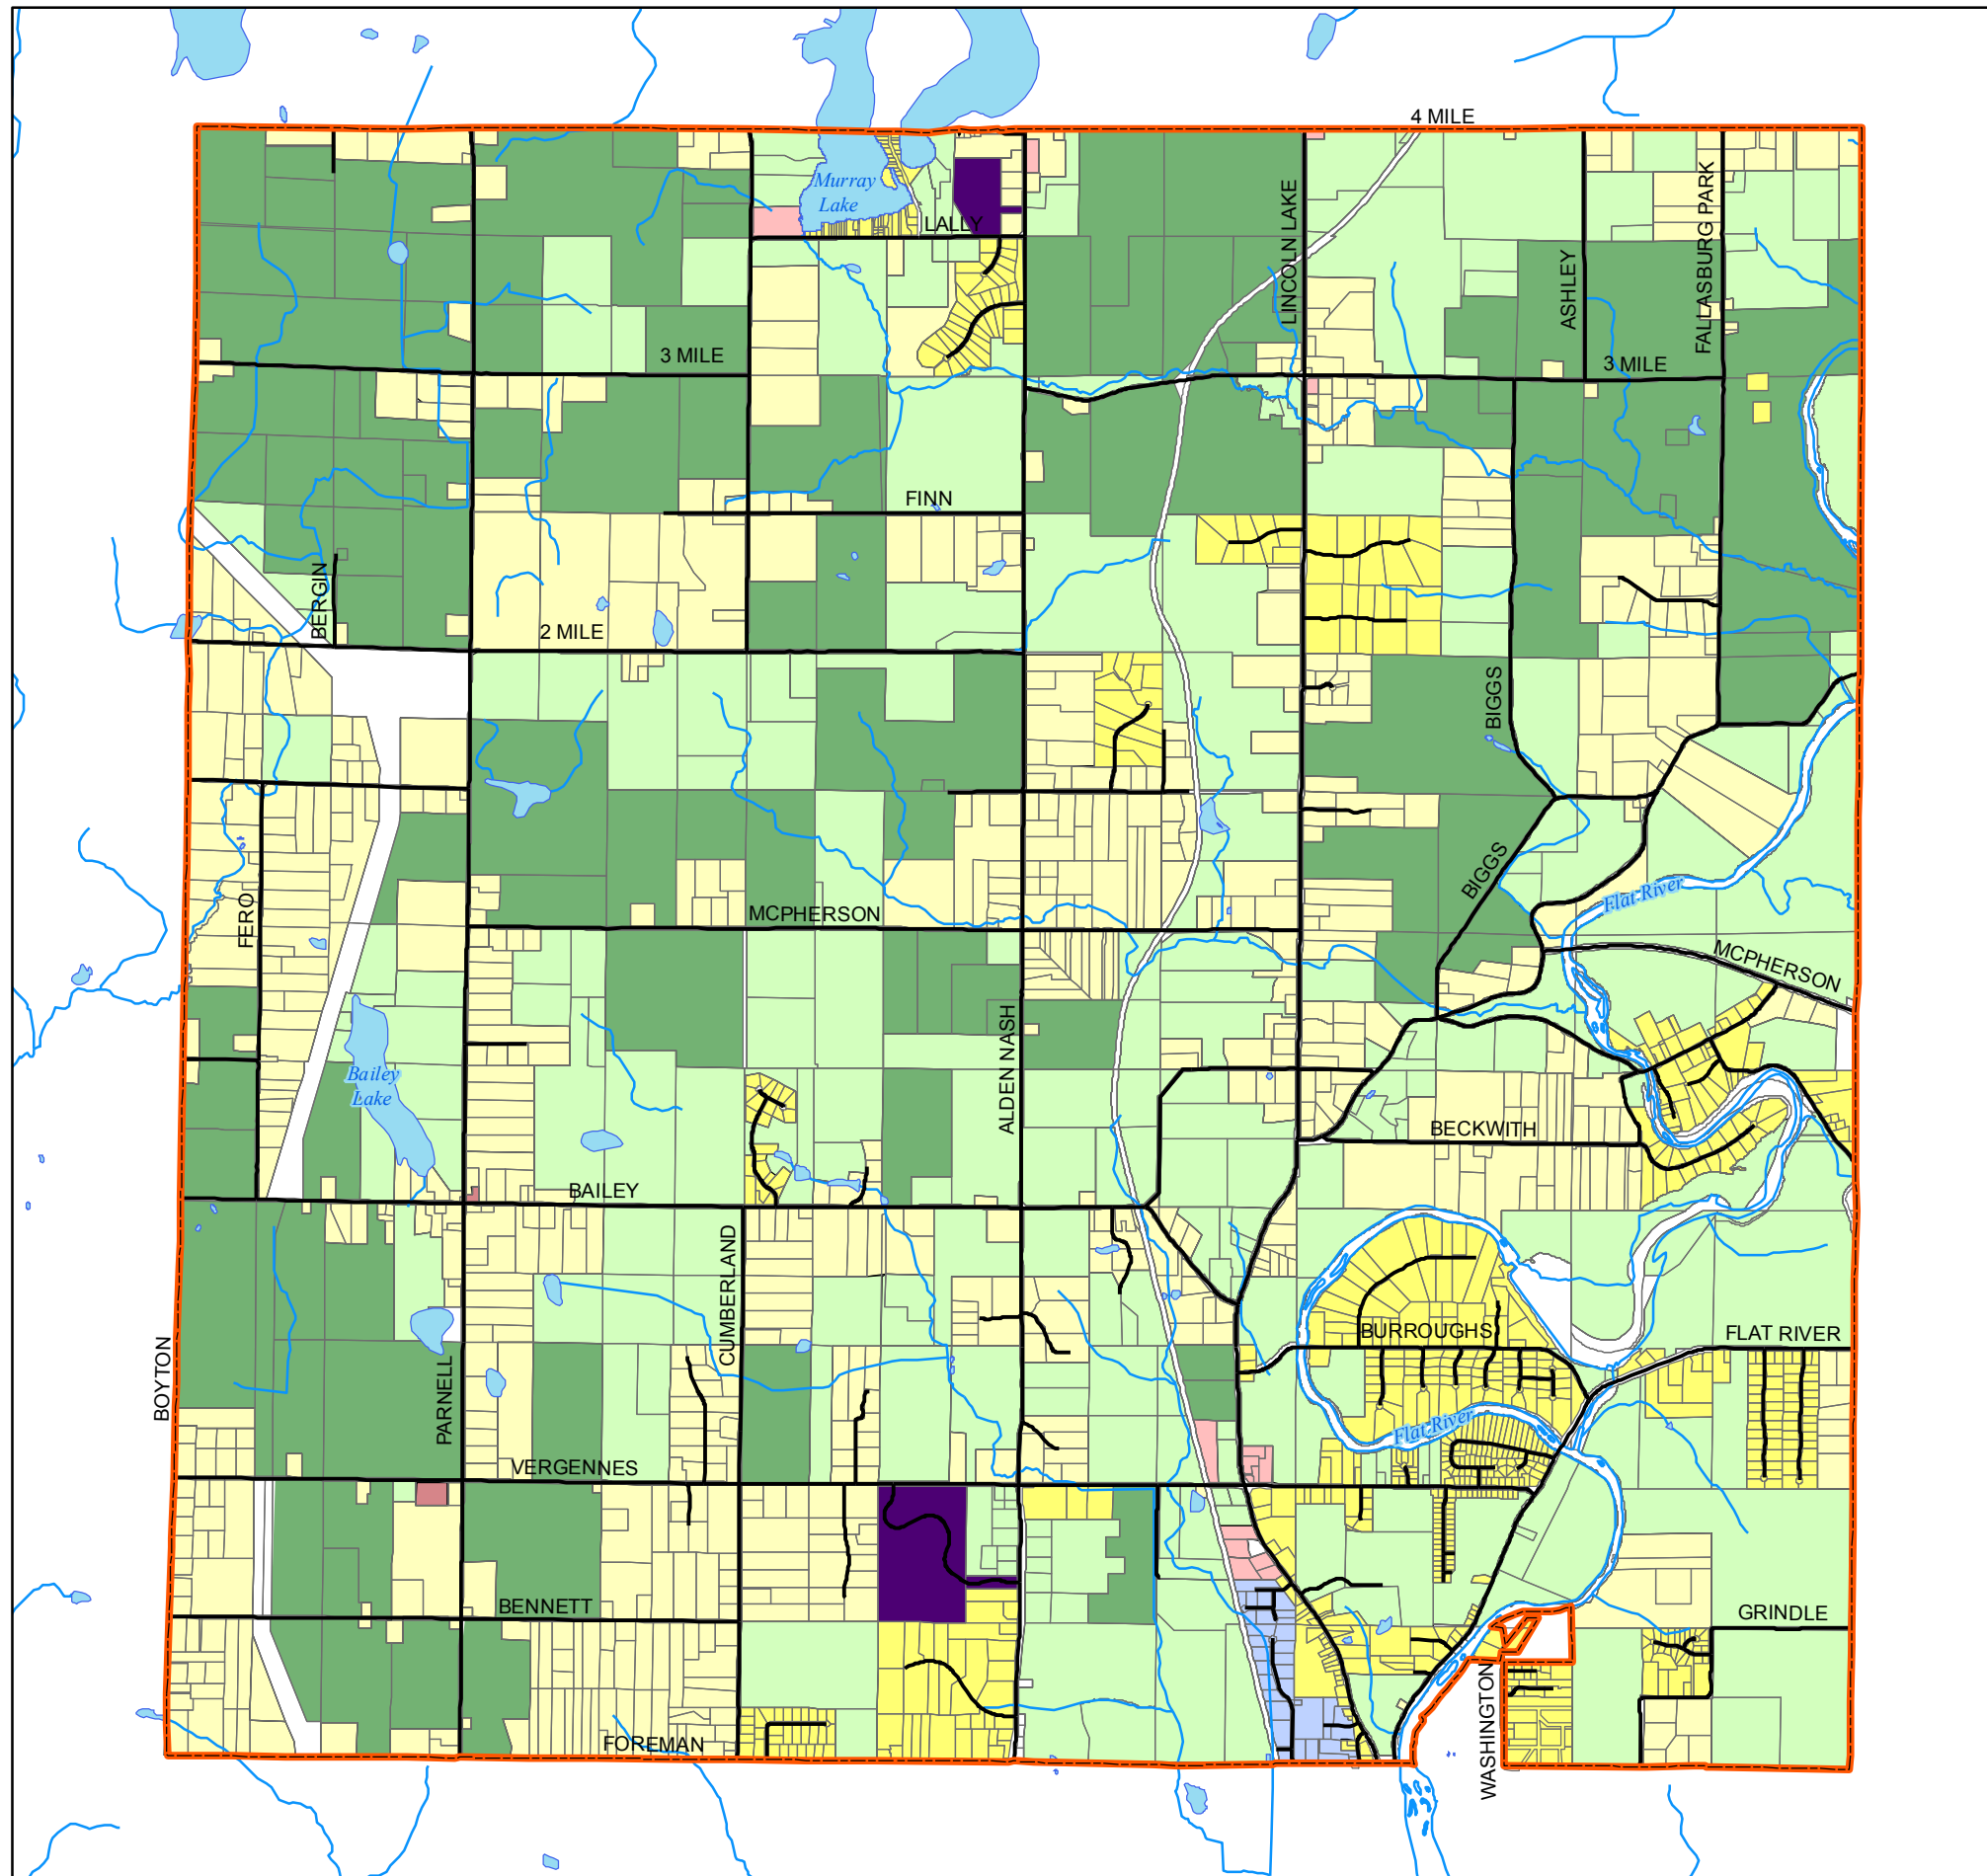 4 MILE
Murray
Lake
LALLY
LINCOLN LAKE
ASHLEY
FALLASBURG PARK
3 MILE
3 MILE
FINN
BERGIN
2 MILE
BIGGS
BIGGS
FERO
MCPHERSON
Flat River
MCPHERSON
Bailey
Lake
ALDEN NASH
BECKWITH
BAILEY
CUMBERLAND
BURROUGHS
FLAT RIVER
BOYTON
PARNELL
Flat River
VERGENNES
BENNETT
GRINDLE
WASHINGTON
FOREMAN